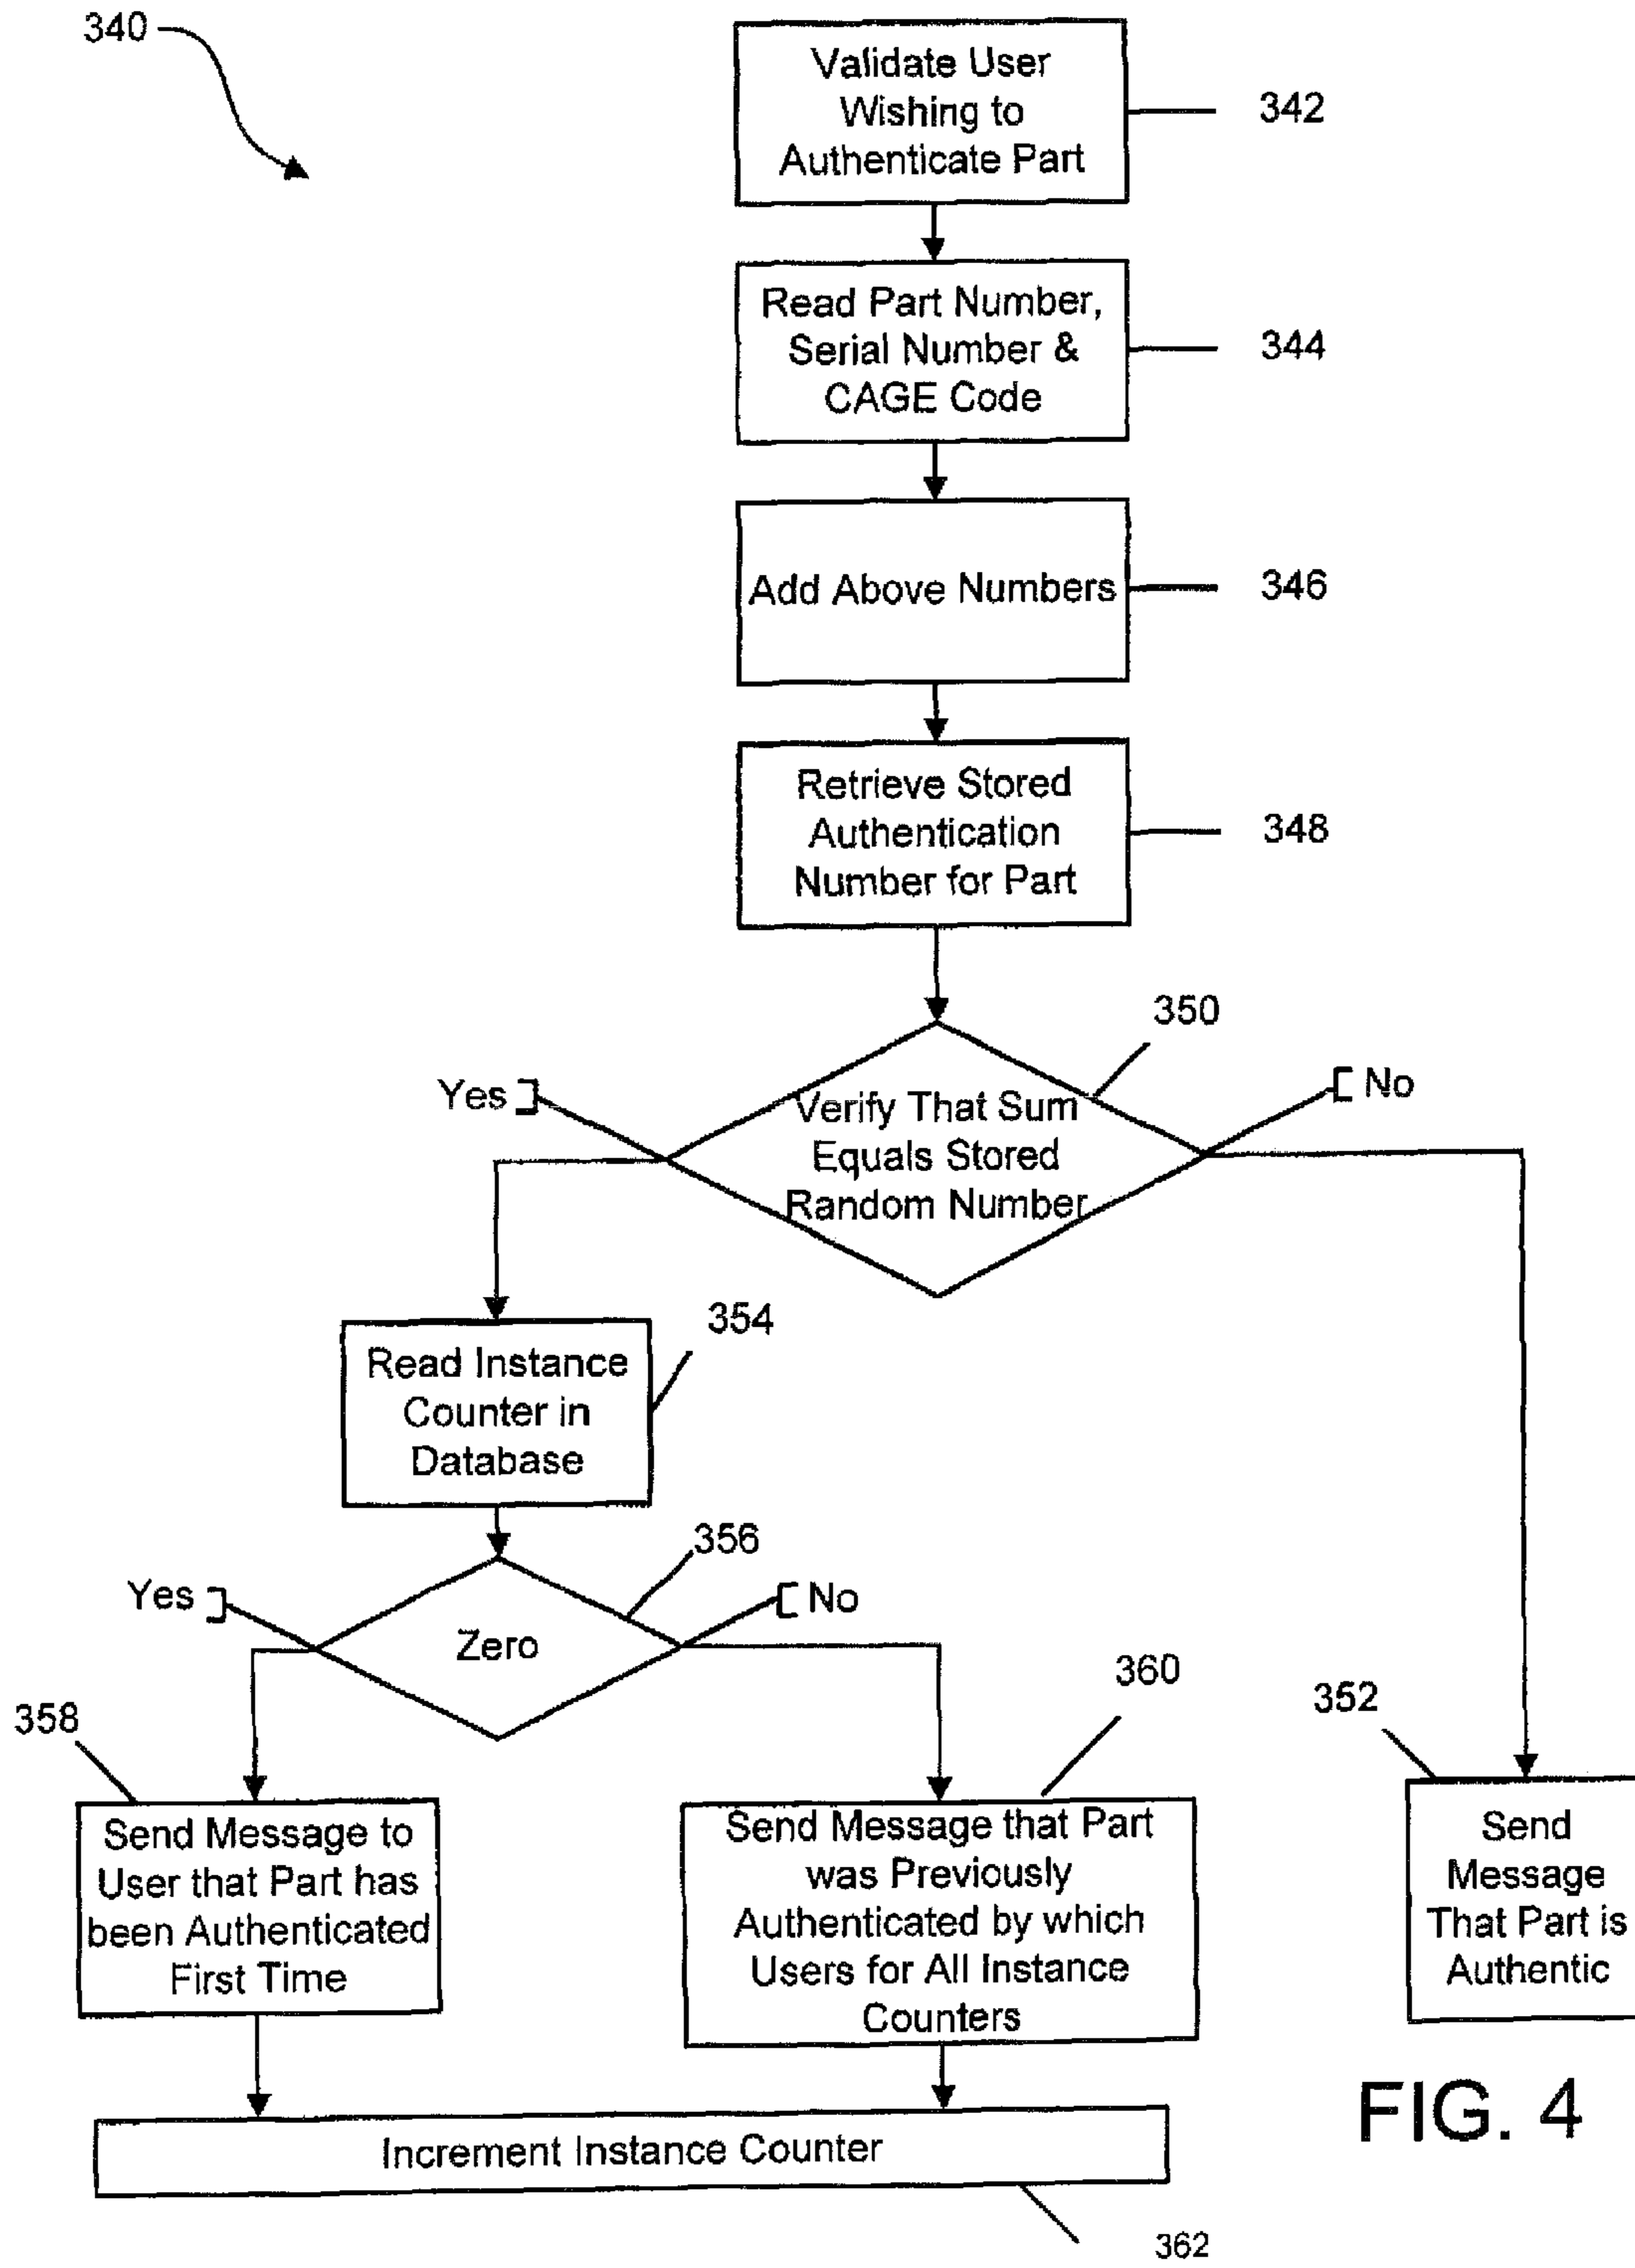 340
Validate User
Wishing to
Authenticate Part
342
Read Part Number,
Serial Number &
CAGE Code
344
Add Above Numbers
346
Retrieve Stored
Authentication
Number for Part
348
350
Yes
Verify That Sum
Equals Stored
Random Number
No
354
Read Instance
Counter in
Database
356
Yes
Zero
No
358
Send Message to
User that Part has
been Authenticated
First Time
360
Send Message that Part
was Previously
Authenticated by which
Users for All Instance
Counters
352
Send
Message
That Part is
Authentic
Increment Instance Counter
362
FIG. 4